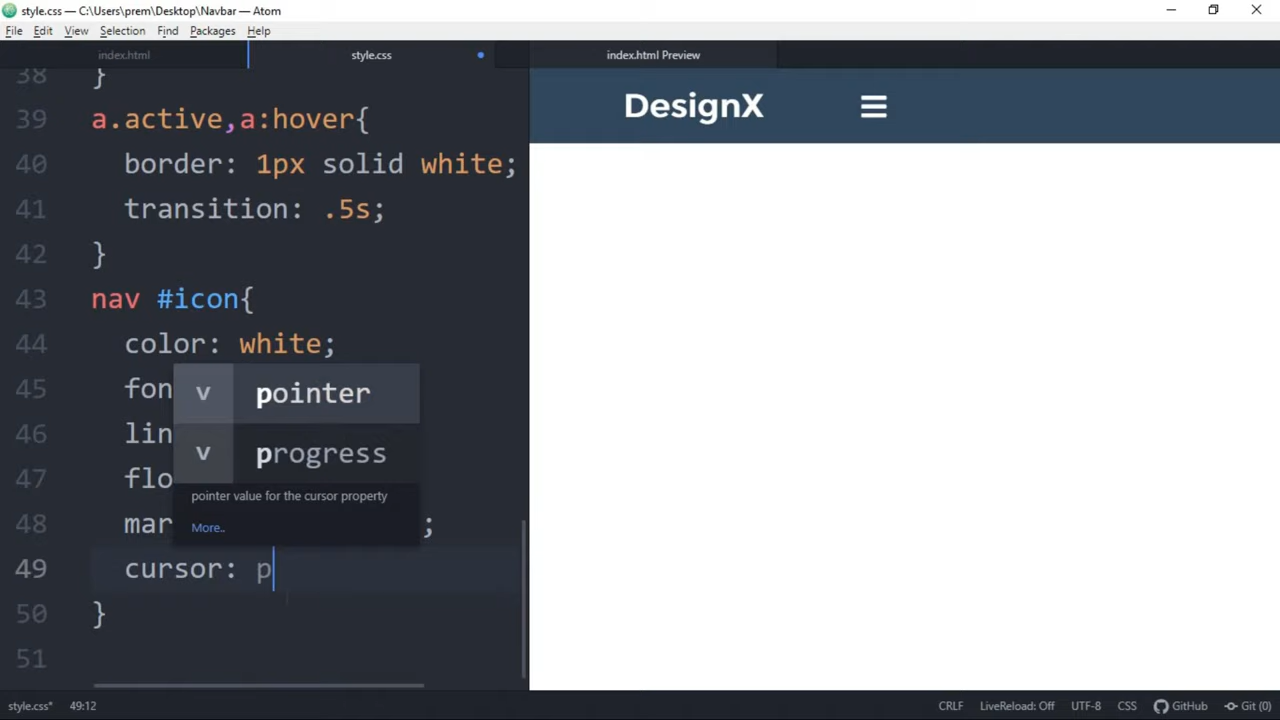 style.css — C:\Users\prem\Desktop\Navbar — Atom
File Edit View Selection Find Packages Help
index.html style.css index.html Preview
38 }
39 a.active,a:hover{
40 border: 1px solid white;
41 transition: .5s;
42 }
43 nav #icon{
44 color: white;
45 fon
46 lin
47 flo
48 mar ;
49 cursor: p
50 }
51
v pointer
v progress
pointer value for the cursor property
More..
DesignX
style.css* 49:12 CRLF LiveReload: Off UTF-8 CSS GitHub Git (0)